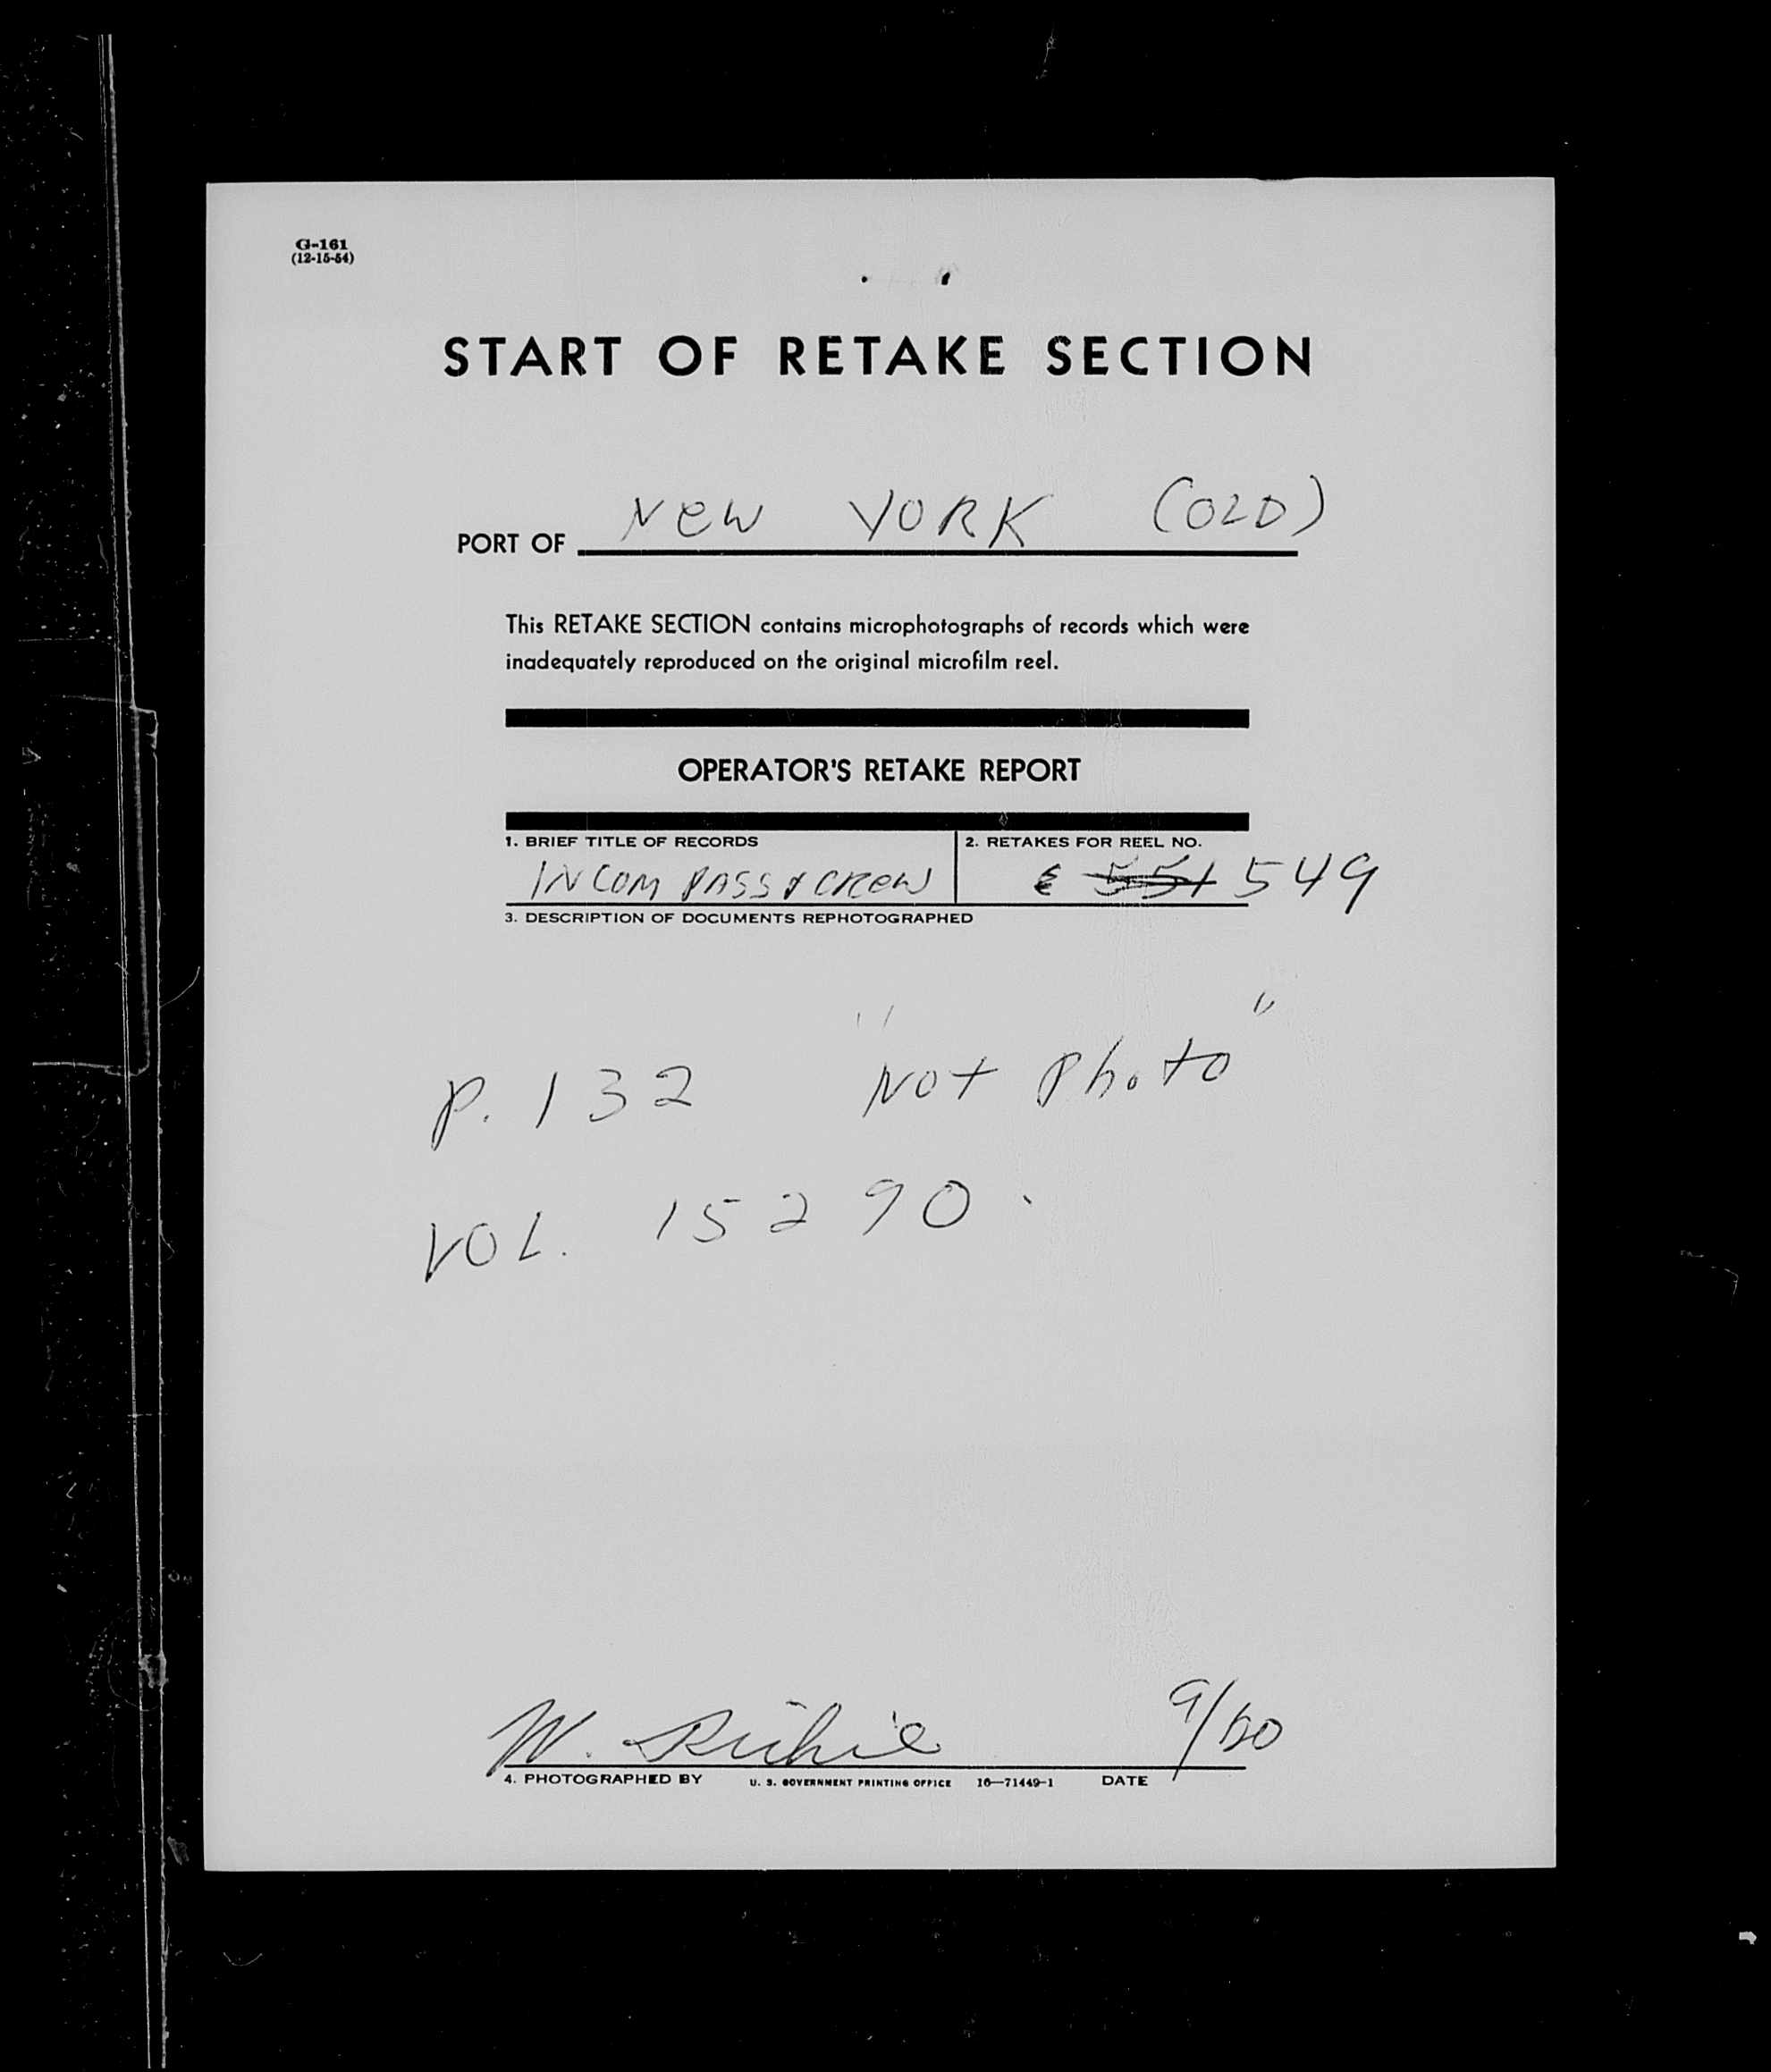 G-161
(12-15-54)
START OF RETAKE SECTION
PORT OF New YORK (OLD)
This RETAKE SECTION contains microphotographs of records which were
inadequately reproduced on the original microfilm reel.
OPERATOR'S RETAKE REPORT
1. BRIEF TITLE OF RECORDS 2. RETAKES FOR REEL NO.
INCOM PASS & CREW 551 549
3. DESCRIPTION OF DOCUMENTS REPHOTOGRAPHED
P. 132 "Not Photo"
VOL. 15290.
W. Richie 9/60
4. PHOTOGRAPHED BY U. S. GOVERNMENT PRINTING OFFICE 16—71449-1 DATE